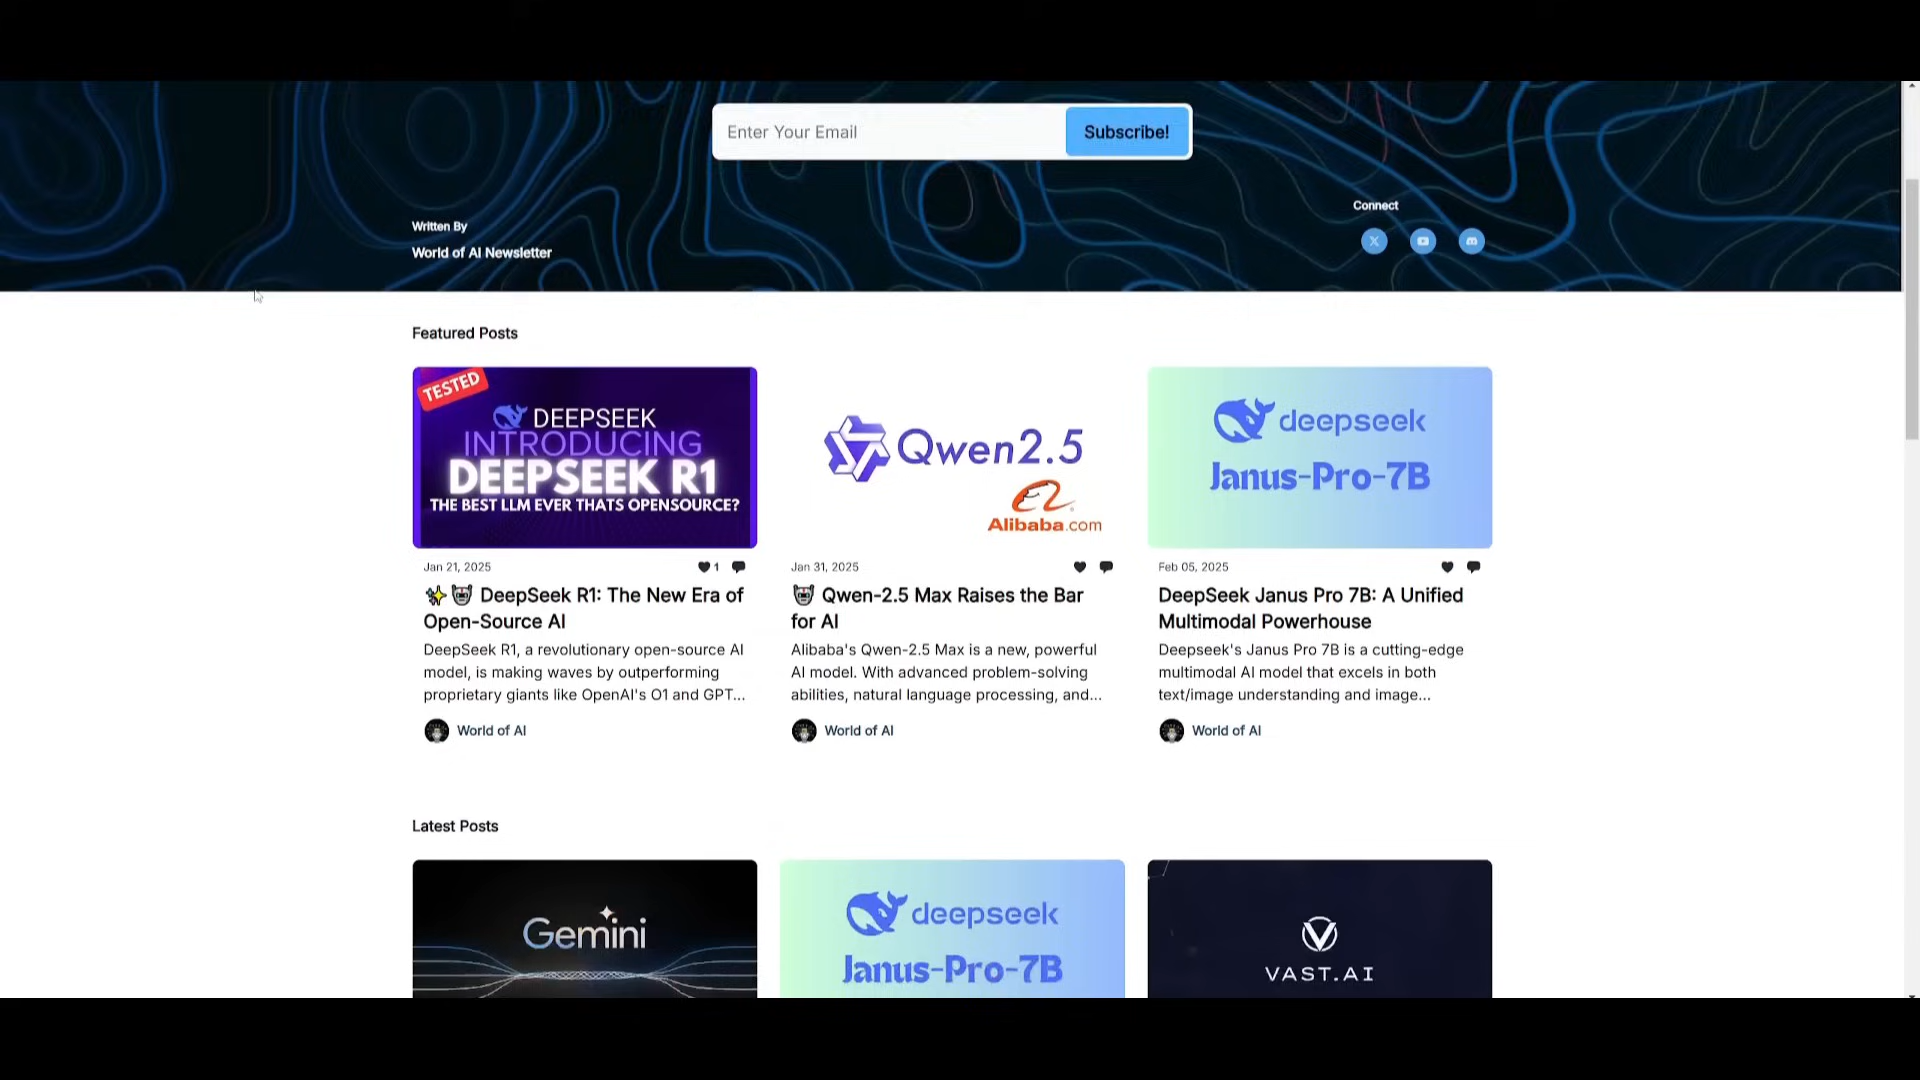 Enter Your Email
Subscribe!
Written By
World of AI Newsletter
Connect
Featured Posts
TESTED
DEEPSEEK
INTRODUCING
DEEPSEEK R1
THE BEST LLM EVER THATS OPENSOURCE?
Jan 21, 2025
1
✨🤖 DeepSeek R1: The New Era of
Open-Source AI
DeepSeek R1, a revolutionary open-source AI
model, is making waves by outperforming
proprietary giants like OpenAI's O1 and GPT...
World of AI
Qwen2.5
Alibaba.com
Jan 31, 2025
🤖 Qwen-2.5 Max Raises the Bar
for AI
Alibaba's Qwen-2.5 Max is a new, powerful
AI model. With advanced problem-solving
abilities, natural language processing, and...
World of AI
deepseek
Janus-Pro-7B
Feb 05, 2025
DeepSeek Janus Pro 7B: A Unified
Multimodal Powerhouse
Deepseek's Janus Pro 7B is a cutting-edge
multimodal AI model that excels in both
text/image understanding and image...
World of AI
Latest Posts
Gemini
deepseek
Janus-Pro-7B
VAST.AI